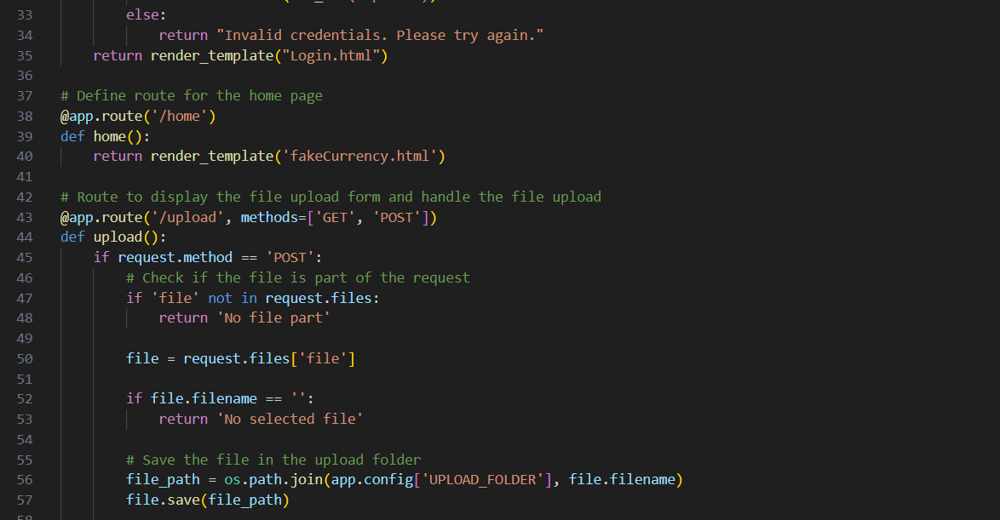 33 else:
34 return "Invalid credentials. Please try again."
35 return render_template("Login.html")
36
37 # Define route for the home page
38 @app.route('/home')
39 def home():
40 return render_template('fakeCurrency.html')
41
42 # Route to display the file upload form and handle the file upload
43 @app.route('/upload', methods=['GET', 'POST'])
44 def upload():
45 if request.method == 'POST':
46 # Check if the file is part of the request
47 if 'file' not in request.files:
48 return 'No file part'
49
50 file = request.files['file']
51
52 if file.filename == '':
53 return 'No selected file'
54
55 # Save the file in the upload folder
56 file_path = os.path.join(app.config['UPLOAD_FOLDER'], file.filename)
57 file.save(file_path)
58